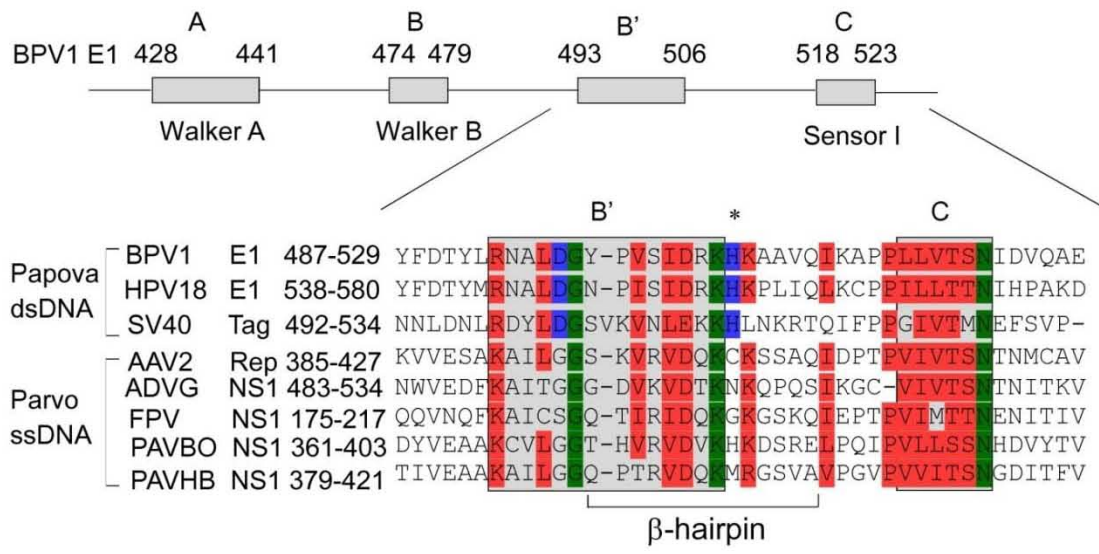 A B B' C
BPV1 E1 428 441 474 479 493 506 518 523
Walker A Walker B Sensor I
B' * C
Papova dsDNA
BPV1 E1 487-529 YFDTYLRNALDGY-PVSIDRKHKAAVQIKAPPLLVTSNIDVQAE
HPV18 E1 538-580 YFDTYMRNALDGN-PISIDRKHKPLIQLKCPPILLTTNIHPAKD
SV40 Tag 492-534 NNLDNLRDYLDGSVKVNLEKKHLNKRTQIFPPGIVTMNEFSVP-
Parvo ssDNA
AAV2 Rep 385-427 KVVESAKAILGGS-KVRVDQKCKSSAQIDPTPVIVTSNTNMCAV
ADVG NS1 483-534 NWVEDFKAITGGG-DVKVDTKNKQPQSIKGC-VIVTSNTNITKV
FPV NS1 175-217 QQVNQFKAICSGQ-TIRIDQKGKGSKQIEPTPVIMTTNENITIV
PAVBO NS1 361-403 DYVEAAKCVLGGT-HVRVDVKHKDSRELPQIPVLLSSNHDVYTV
PAVHB NS1 379-421 TIVEAAKAILGGQ-PTRVDQKMRGSVAVPGVPVVITSNGDITFV
β-hairpin